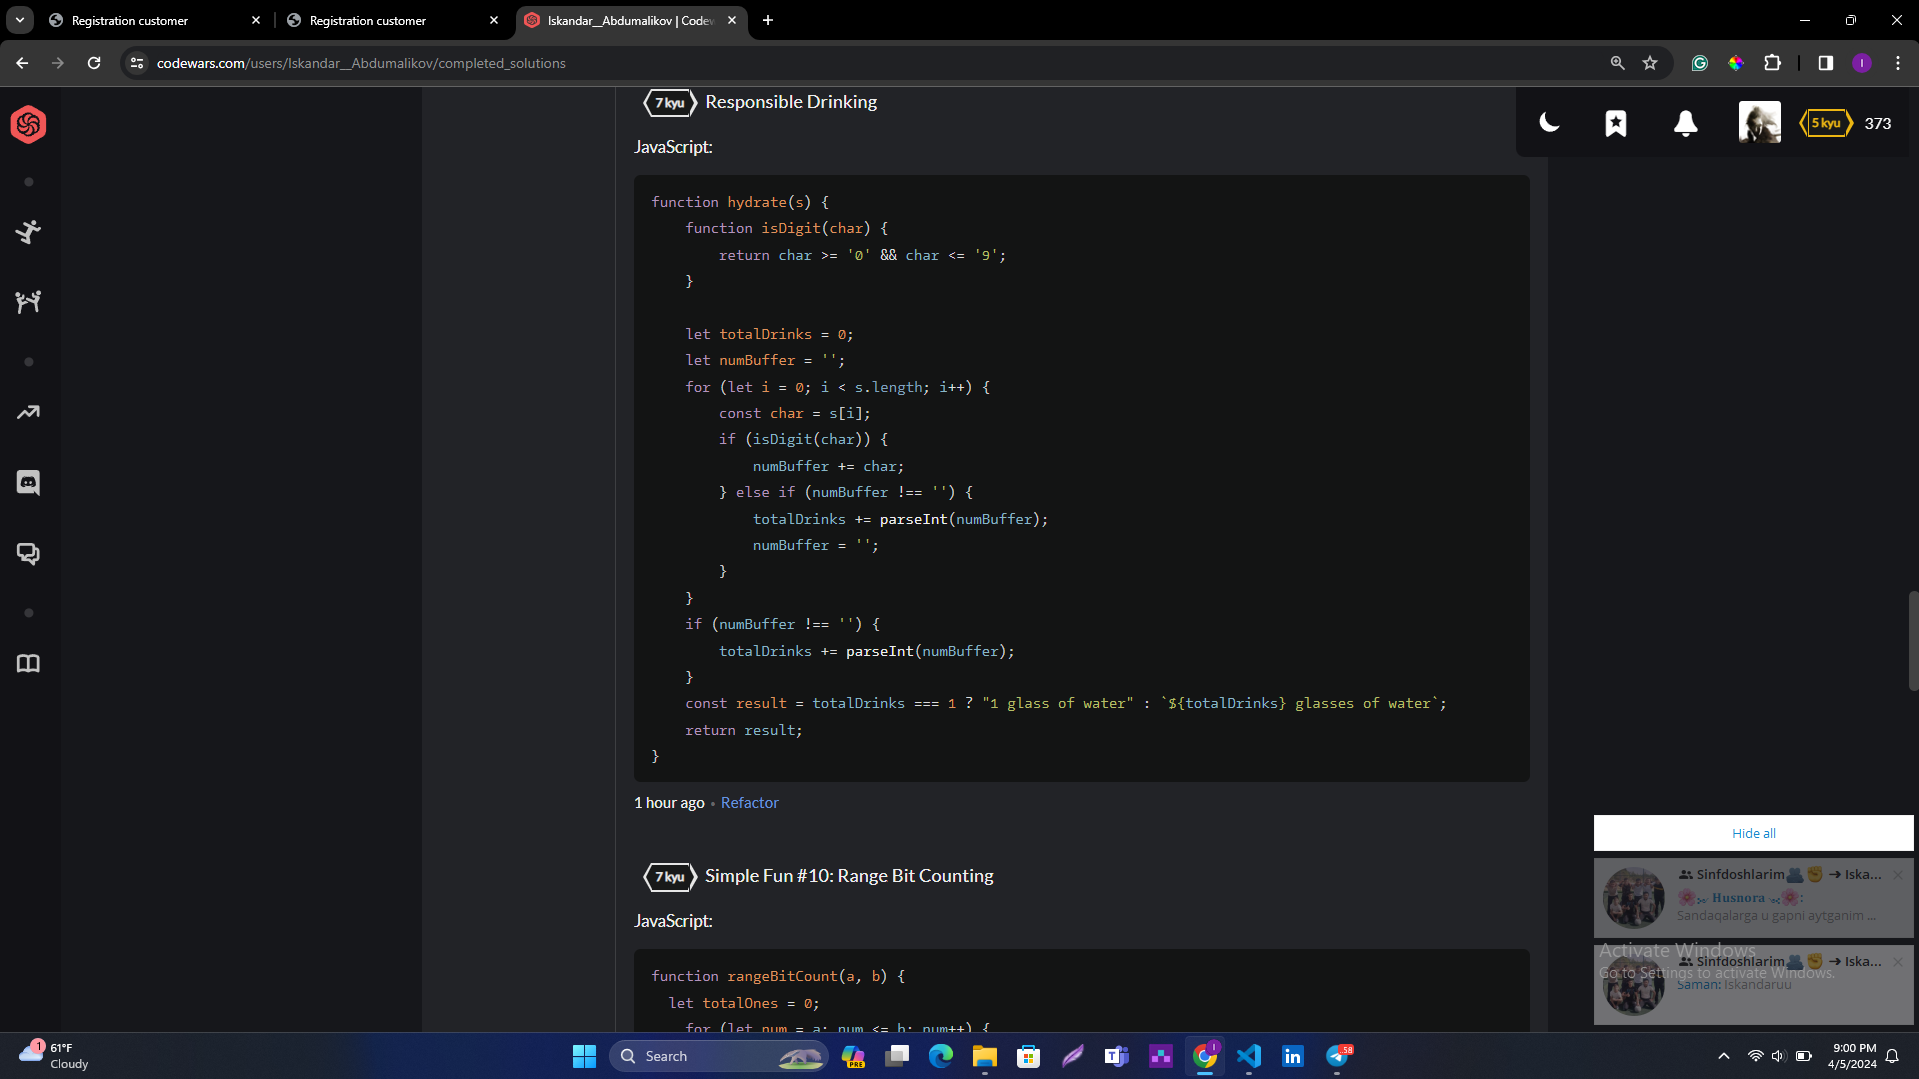 Registration customer
Registration customer
Iskandar__Abdumalikov | Codew
codewars.com/users/Iskandar__Abdumalikov/completed_solutions
I
7 kyu Responsible Drinking
5 kyu 373
JavaScript:
function hydrate(s) {
    function isDigit(char) {
        return char >= '0' && char <= '9';
    }

    let totalDrinks = 0;
    let numBuffer = '';
    for (let i = 0; i < s.length; i++) {
        const char = s[i];
        if (isDigit(char)) {
            numBuffer += char;
        } else if (numBuffer !== '') {
            totalDrinks += parseInt(numBuffer);
            numBuffer = '';
        }
    }
    if (numBuffer !== '') {
        totalDrinks += parseInt(numBuffer);
    }
    const result = totalDrinks === 1 ? "1 glass of water" : `${totalDrinks} glasses of water`;
    return result;
}
1 hour ago • Refactor
7 kyu Simple Fun #10: Range Bit Counting
JavaScript:
function rangeBitCount(a, b) {
  let totalOnes = 0;
    for (let num = a; num <= b; num++) {
Hide all
Sinfdoshlarim🫂✊ ➔ Iska...
🌸 𝐇𝐮𝐬𝐧𝐨𝐫𝐚 🌸:
Sandaqalarga u gapni aytganim ...
Activate Windows
Go to Settings to activate Windows.
Sinfdoshlarim🫂✊ ➔ Iska...
Saman: Iskandaruu
1
61°F
Cloudy
Search
PRE
58
9:00 PM
4/5/2024